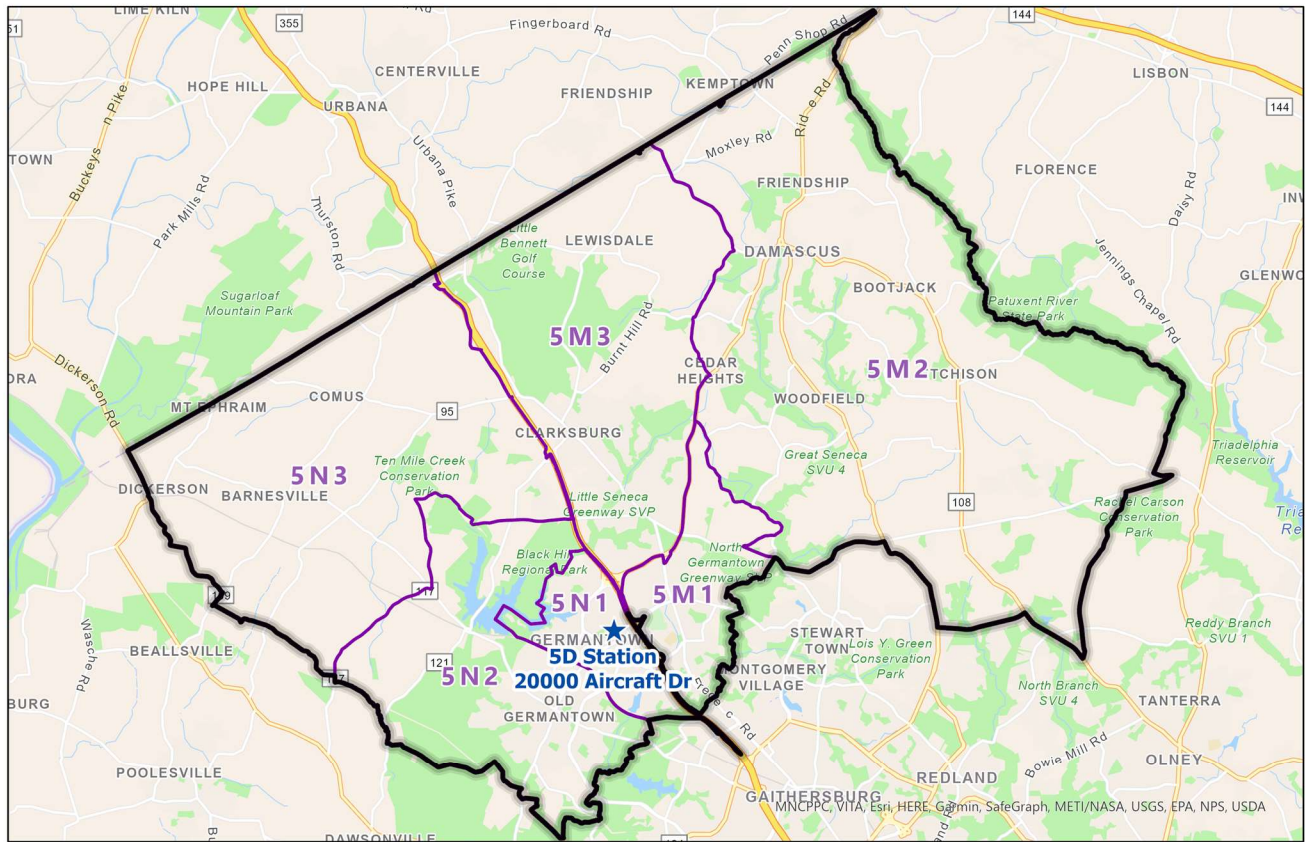 LIME KILN
355
Fingerboard Rd
Penn Shop Rd
144
CENTERVILLE
KEMPTOWN
LISBON
HOPE HILL
FRIENDSHIP
URBANA
144
Buckeys n Pike
Rid e Rd
Moxley Rd
TOWN
Urbana
Pike
FLORENCE
Park Mills Rd
Thurston Rd
FRIENDSHIP
Daisy Rd
Little
Bennett
Golf
Course
LEWISDALE
DAMASCUS
Jennings Chapel Rd
BOOTJACK
Sugarloaf
Mountain Park
Patuxent River
State Park
5M3
Burnt Hill Rd
CEDAR
HEIGHTS
5M2
TCHISON
Dickerson Rd
COMUS
MT EPHRAIM
95
WOODFIELD
CLARKSBURG
Ten Mile Creek
Conservation
Park
Great Seneca
SVU 4
Triadelphia
Reservoir
5N3
DICKERSON
BARNESVILLE
Little Seneca
Greenway SVP
108
Rachel Carson
Conservation
Park
Black Hill
Regional Park
North
Germantown
Greenway
5N1
5M1
GERMANTOWN
5D Station
20000 Aircraft Dr
STEWART
TOWN
Lois Y. Green
Conservation
Park
Reddy Branch
SVU 1
Wasche Rd
BEALLSVILLE
121
5N2
OLD
GERMANTOWN
MONTGOMERY
VILLAGE
North Branch
SVU 4
TANTERRA
BURG
POOLESVILLE
Bowie Mill Rd
OLNEY
REDLAND
GAITHERSBURG
MNCPPC, VITA, Esri, HERE, Garmin, SafeGraph, METI/NASA, USGS, EPA, NPS, USDA
DAWSONVILLE